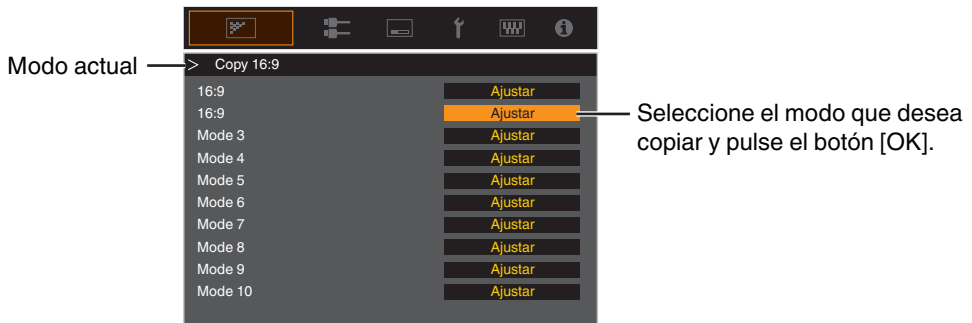 Modo actual
> Copy 16:9
16:9 Ajustar
16:9 Ajustar
Mode 3 Ajustar
Mode 4 Ajustar
Mode 5 Ajustar
Mode 6 Ajustar
Mode 7 Ajustar
Mode 8 Ajustar
Mode 9 Ajustar
Mode 10 Ajustar
Seleccione el modo que desea
copiar y pulse el botón [OK].